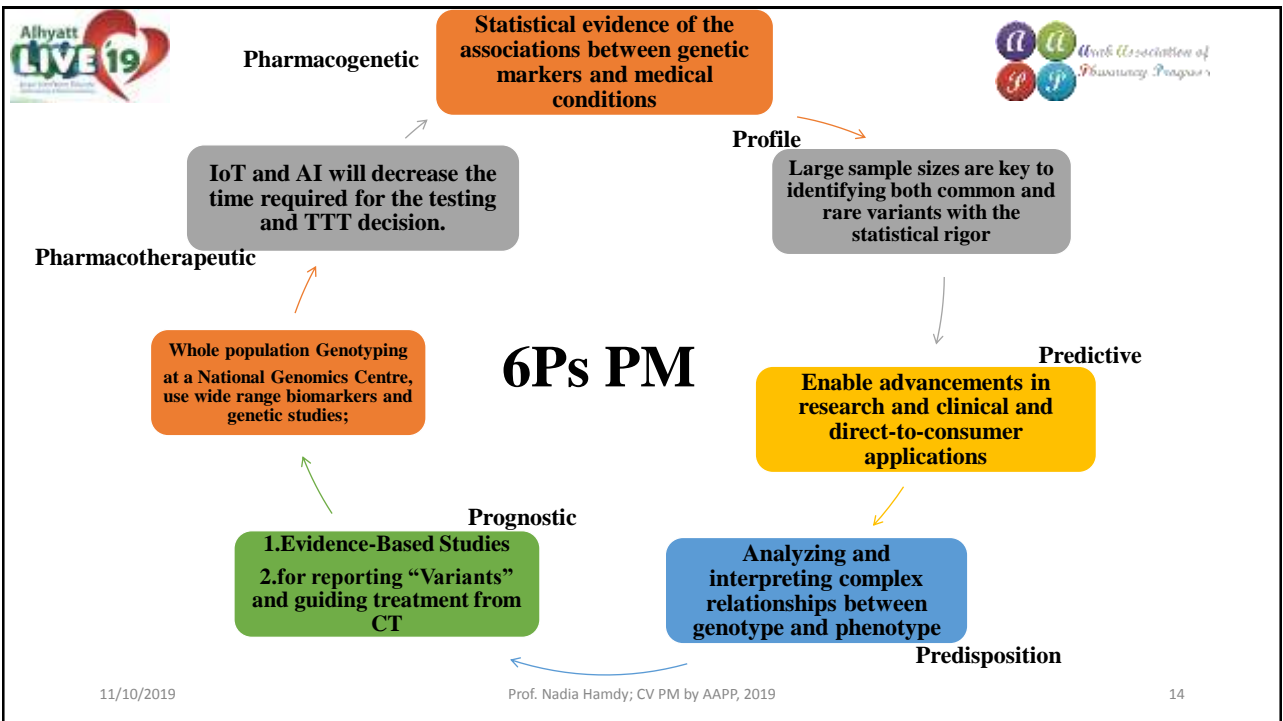 Alhyatt
LIVE'19
Pharmacogenetic
Statistical evidence of the
associations between genetic
markers and medical
conditions
Arab Association of
Pharmacy
Profile
Large sample sizes are key to
identifying both common and
rare variants with the
statistical rigor
IoT and AI will decrease the
time required for the testing
and TTT decision.
Pharmacotherapeutic
6Ps PM
Predictive
Enable advancements in
research and clinical and
direct-to-consumer
applications
Whole population Genotyping
at a National Genomics Centre,
use wide range biomarkers and
genetic studies;
Prognostic
1.Evidence-Based Studies
2.for reporting “Variants”
and guiding treatment from
CT
Analyzing and
interpreting complex
relationships between
genotype and phenotype
Predisposition
11/10/2019
Prof. Nadia Hamdy; CV PM by AAPP, 2019
14